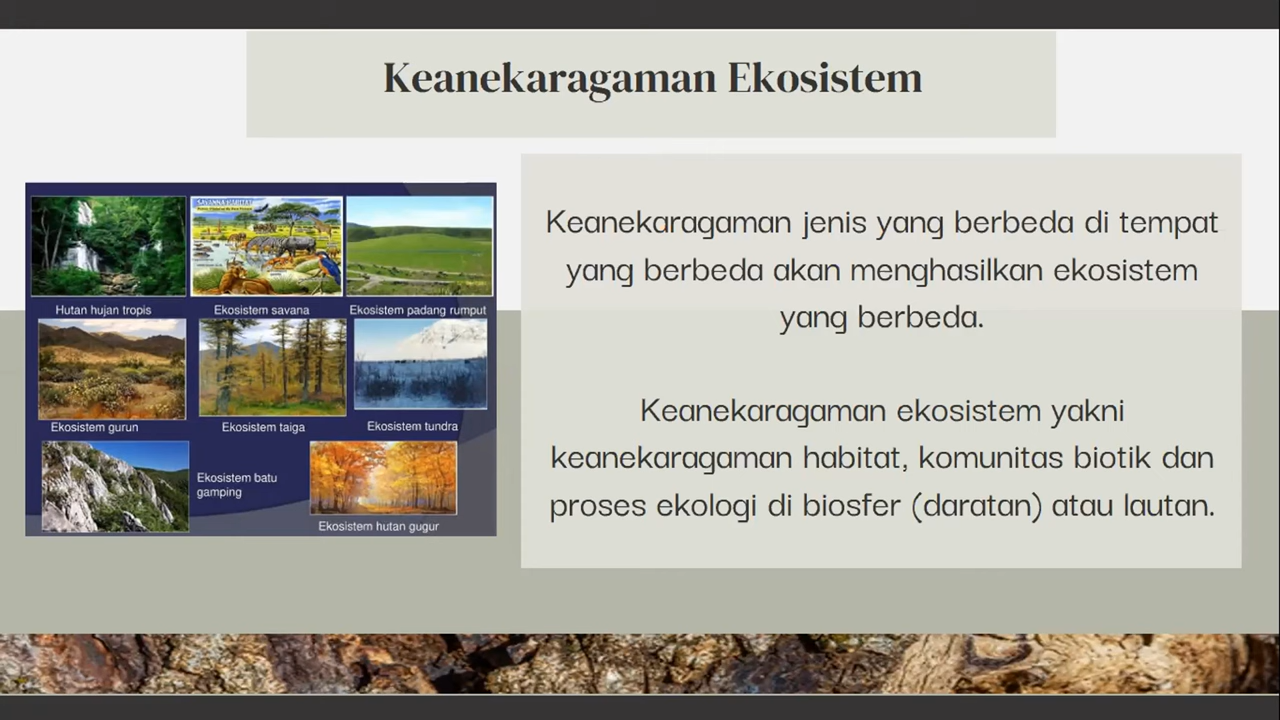 Keanekaragaman Ekosistem
Hutan hujan tropis
Ekosistem savana
Ekosistem padang rumput
Ekosistem gurun
Ekosistem taiga
Ekosistem tundra
Ekosistem batu
gamping
Ekosistem hutan gugur
Keanekaragaman jenis yang berbeda di tempat
yang berbeda akan menghasilkan ekosistem
yang berbeda.
Keanekaragaman ekosistem yakni
keanekaragaman habitat, komunitas biotik dan
proses ekologi di biosfer (daratan) atau lautan.